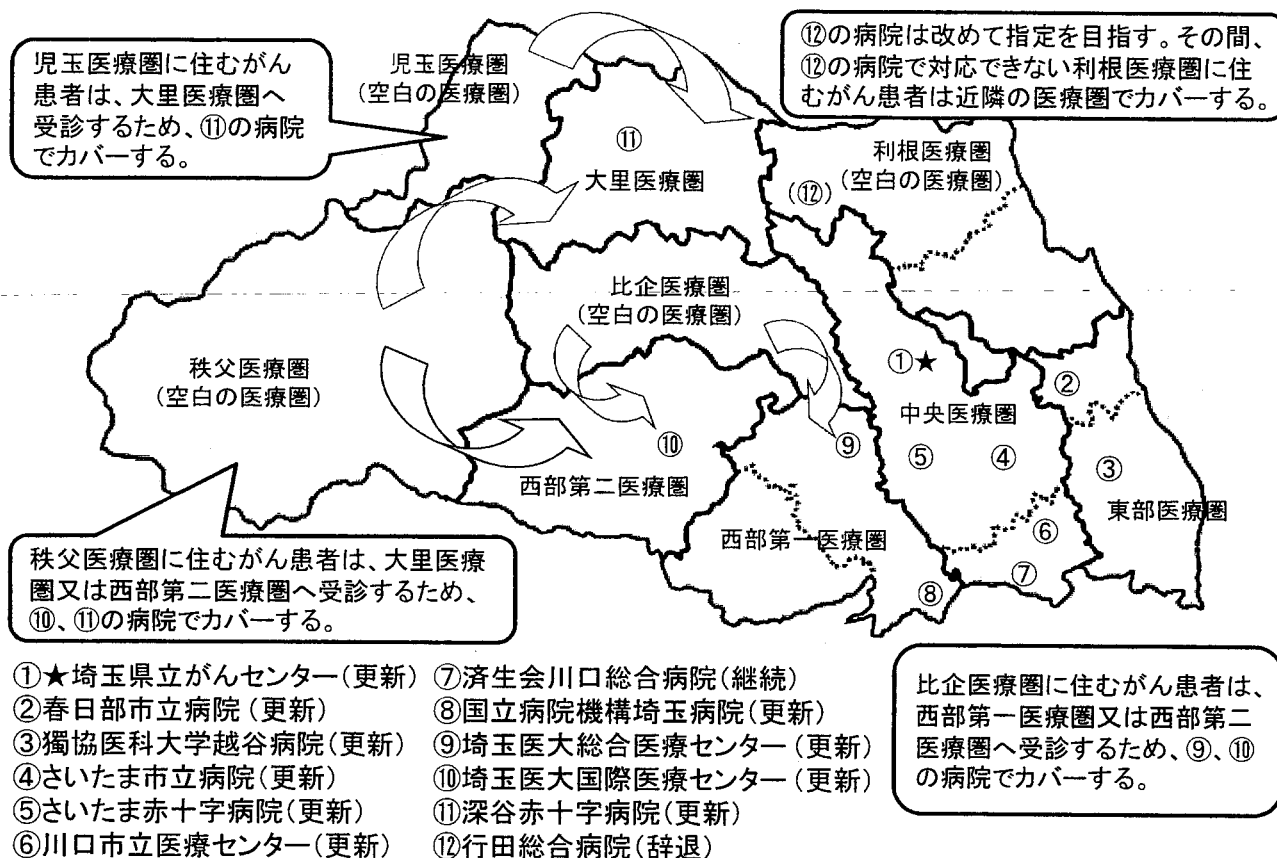 児玉医療圏に住むがん
患者は、大里医療圏へ
受診するため、⑪の病院
でカバーする。
児玉医療圏
(空白の医療圏)
⑫の病院は改めて指定を目指す。その間、
⑫の病院で対応できない利根医療圏に住
むがん患者は近隣の医療圏でカバーする。
⑪
大里医療圏
利根医療圏
(空白の医療圏)
(⑫)
比企医療圏
(空白の医療圏)
秩父医療圏
(空白の医療圏)
①★
中央医療圏
②
⑩
西部第二医療圏
⑨
⑤
④
③
東部医療圏
西部第一医療圏
⑥
⑦
⑧
秩父医療圏に住むがん患者は、大里医療
圏又は西部第二医療圏へ受診するため、
⑩、⑪の病院でカバーする。
①★埼玉県立がんセンター(更新)
②春日部市立病院(更新)
③獨協医科大学越谷病院(更新)
④さいたま市立病院(更新)
⑤さいたま赤十字病院(更新)
⑥川口市立医療センター(更新)
⑦済生会川口総合病院(継続)
⑧国立病院機構埼玉病院(更新)
⑨埼玉医大総合医療センター(更新)
⑩埼玉医大国際医療センター(更新)
⑪深谷赤十字病院(更新)
⑫行田総合病院(辞退)
比企医療圏に住むがん患者は、
西部第一医療圏又は西部第二
医療圏へ受診するため、⑨、⑩
の病院でカバーする。